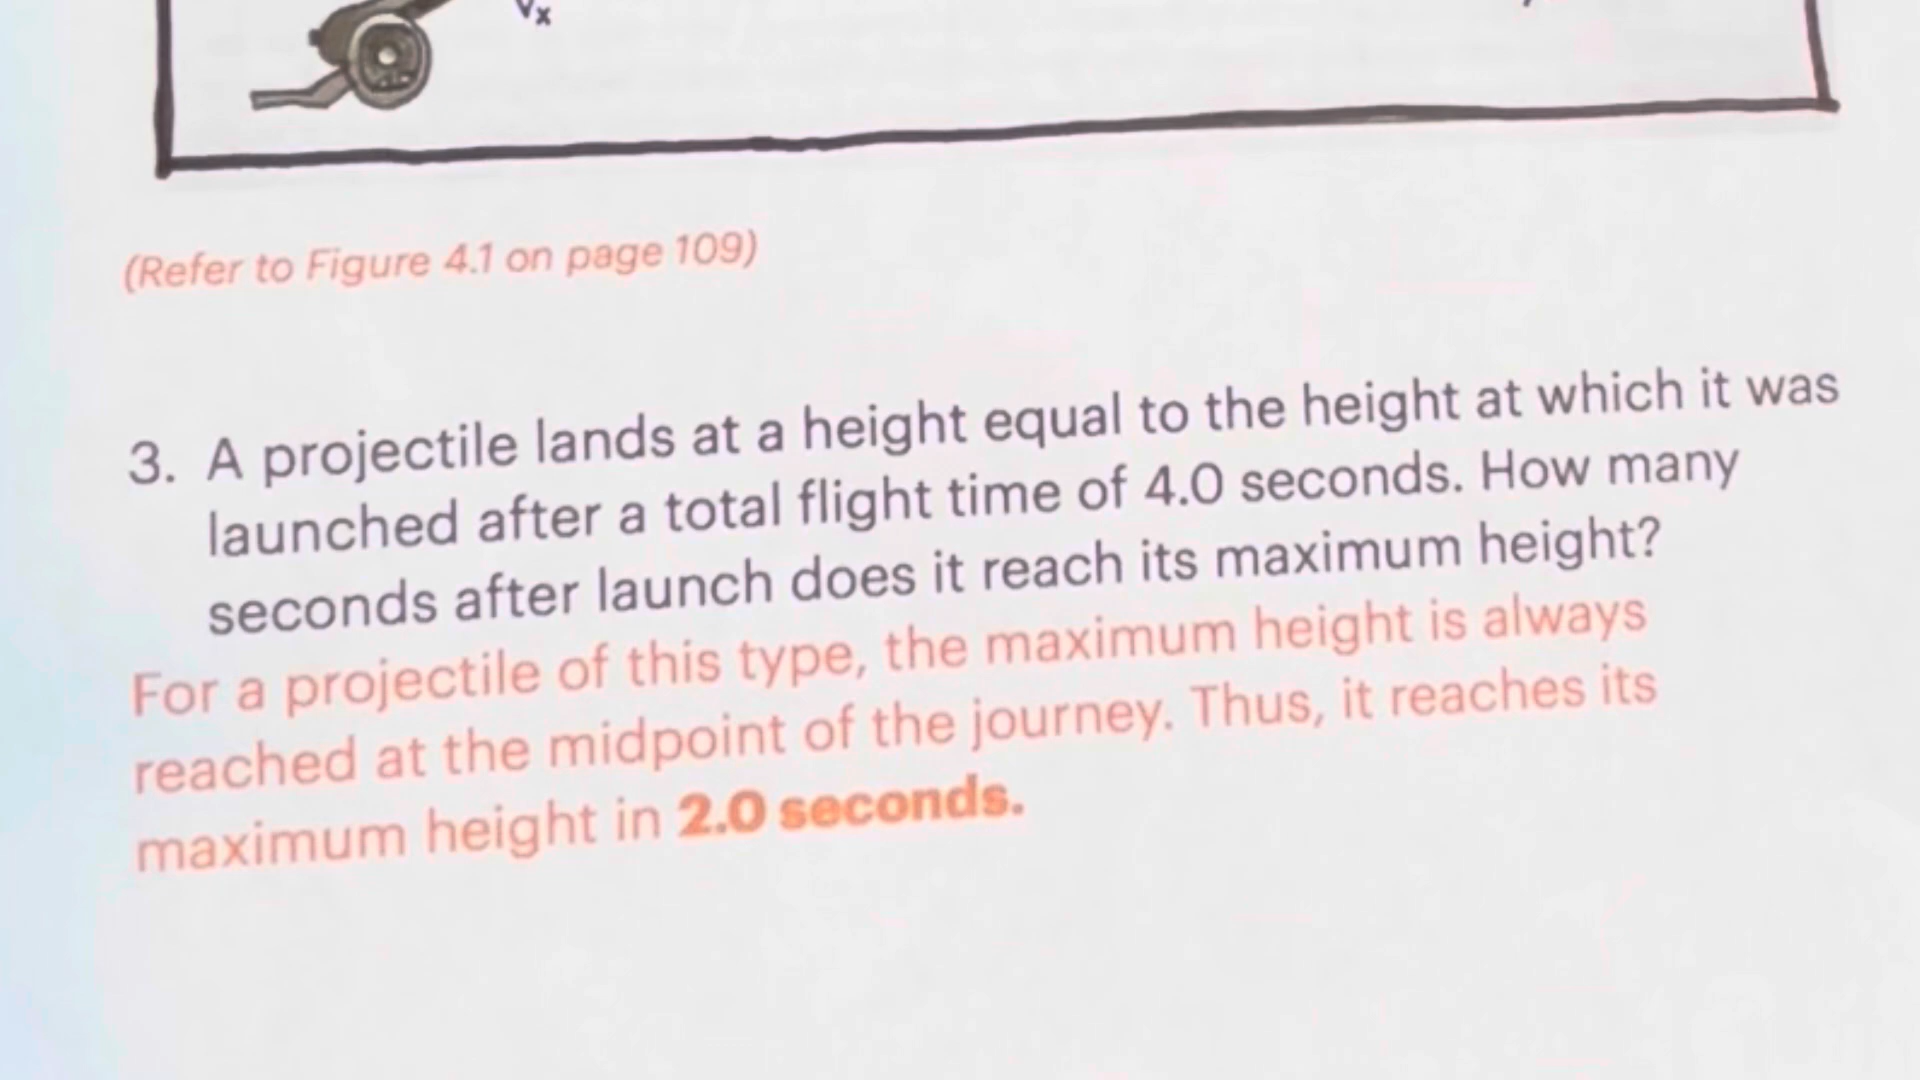 Vx
(Refer to Figure 4.1 on page 109)
3. A projectile lands at a height equal to the height at which it was
launched after a total flight time of 4.0 seconds. How many
seconds after launch does it reach its maximum height?
For a projectile of this type, the maximum height is always
reached at the midpoint of the journey. Thus, it reaches its
maximum height in 2.0 seconds.